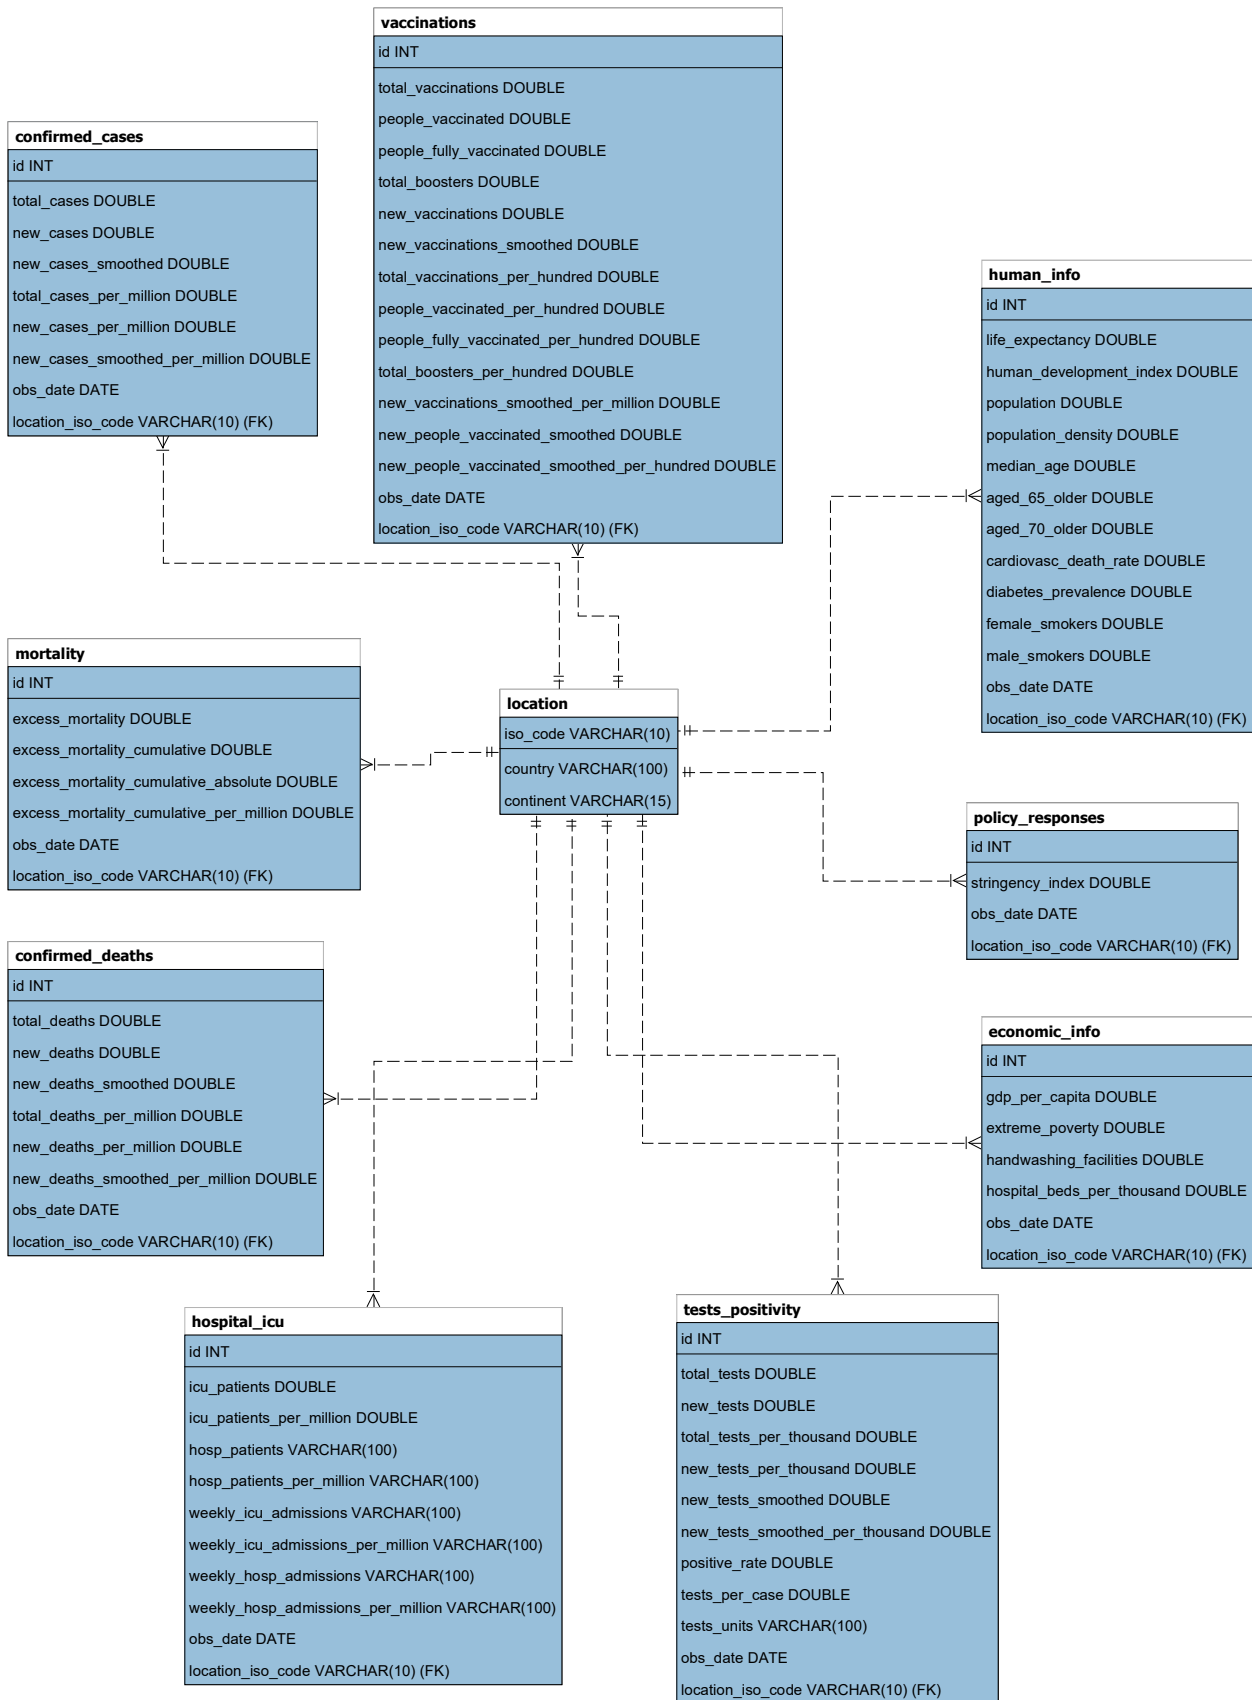 vaccinations
id INT
total_vaccinations DOUBLE
people_vaccinated DOUBLE
people_fully_vaccinated DOUBLE
total_boosters DOUBLE
new_vaccinations DOUBLE
new_vaccinations_smoothed DOUBLE
total_vaccinations_per_hundred DOUBLE
people_vaccinated_per_hundred DOUBLE
people_fully_vaccinated_per_hundred DOUBLE
total_boosters_per_hundred DOUBLE
new_vaccinations_smoothed_per_million DOUBLE
new_people_vaccinated_smoothed DOUBLE
new_people_vaccinated_smoothed_per_hundred DOUBLE
obs_date DATE
location_iso_code VARCHAR(10) (FK)
confirmed_cases
id INT
total_cases DOUBLE
new_cases DOUBLE
new_cases_smoothed DOUBLE
total_cases_per_million DOUBLE
new_cases_per_million DOUBLE
new_cases_smoothed_per_million DOUBLE
obs_date DATE
location_iso_code VARCHAR(10) (FK)
human_info
id INT
life_expectancy DOUBLE
human_development_index DOUBLE
population DOUBLE
population_density DOUBLE
median_age DOUBLE
aged_65_older DOUBLE
aged_70_older DOUBLE
cardiovasc_death_rate DOUBLE
diabetes_prevalence DOUBLE
female_smokers DOUBLE
male_smokers DOUBLE
obs_date DATE
location_iso_code VARCHAR(10) (FK)
mortality
id INT
excess_mortality DOUBLE
excess_mortality_cumulative DOUBLE
excess_mortality_cumulative_absolute DOUBLE
excess_mortality_cumulative_per_million DOUBLE
obs_date DATE
location_iso_code VARCHAR(10) (FK)
location
iso_code VARCHAR(10)
country VARCHAR(100)
continent VARCHAR(15)
policy_responses
id INT
stringency_index DOUBLE
obs_date DATE
location_iso_code VARCHAR(10) (FK)
confirmed_deaths
id INT
total_deaths DOUBLE
new_deaths DOUBLE
new_deaths_smoothed DOUBLE
total_deaths_per_million DOUBLE
new_deaths_per_million DOUBLE
new_deaths_smoothed_per_million DOUBLE
obs_date DATE
location_iso_code VARCHAR(10) (FK)
economic_info
id INT
gdp_per_capita DOUBLE
extreme_poverty DOUBLE
handwashing_facilities DOUBLE
hospital_beds_per_thousand DOUBLE
obs_date DATE
location_iso_code VARCHAR(10) (FK)
hospital_icu
id INT
icu_patients DOUBLE
icu_patients_per_million DOUBLE
hosp_patients VARCHAR(100)
hosp_patients_per_million VARCHAR(100)
weekly_icu_admissions VARCHAR(100)
weekly_icu_admissions_per_million VARCHAR(100)
weekly_hosp_admissions VARCHAR(100)
weekly_hosp_admissions_per_million VARCHAR(100)
obs_date DATE
location_iso_code VARCHAR(10) (FK)
tests_positivity
id INT
total_tests DOUBLE
new_tests DOUBLE
total_tests_per_thousand DOUBLE
new_tests_per_thousand DOUBLE
new_tests_smoothed DOUBLE
new_tests_smoothed_per_thousand DOUBLE
positive_rate DOUBLE
tests_per_case DOUBLE
tests_units VARCHAR(100)
obs_date DATE
location_iso_code VARCHAR(10) (FK)